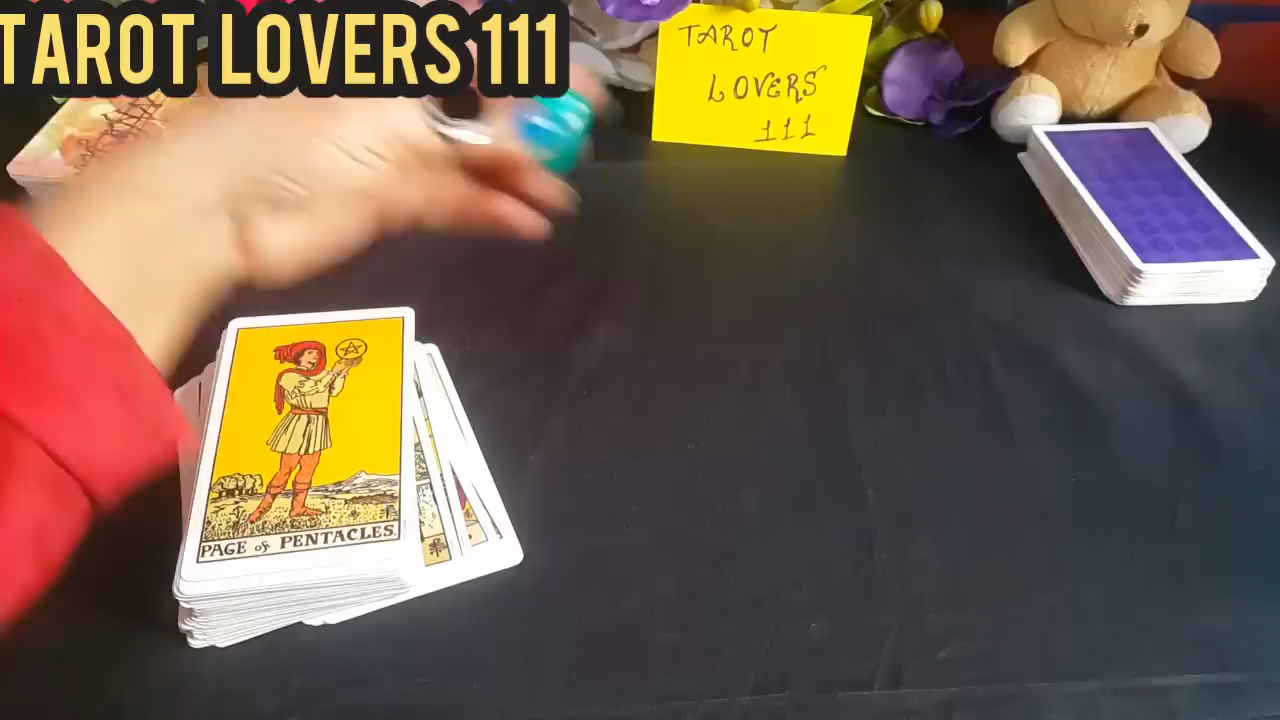 TAROT LOVERS 111
TAROT
LOVERS
111
PAGE of PENTACLES.